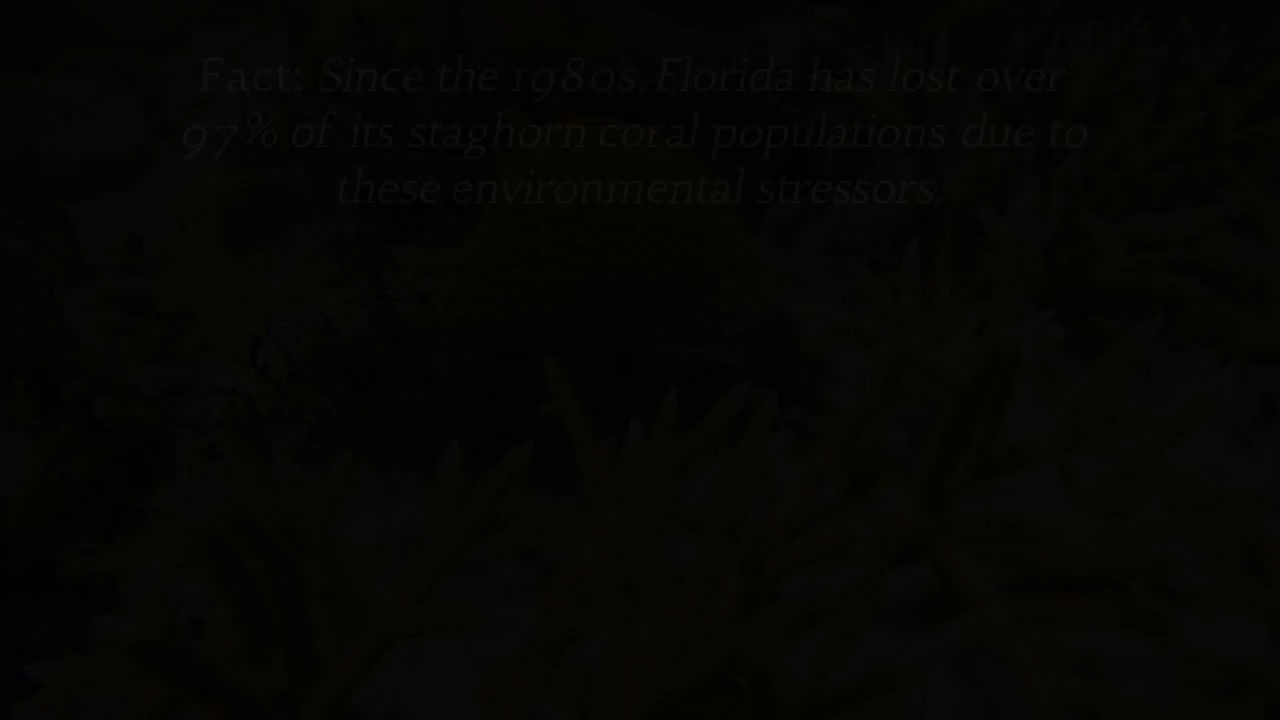 Fact: Since the 1980s, Florida has lost over
97% of its staghorn coral populations due to
these environmental stressors.